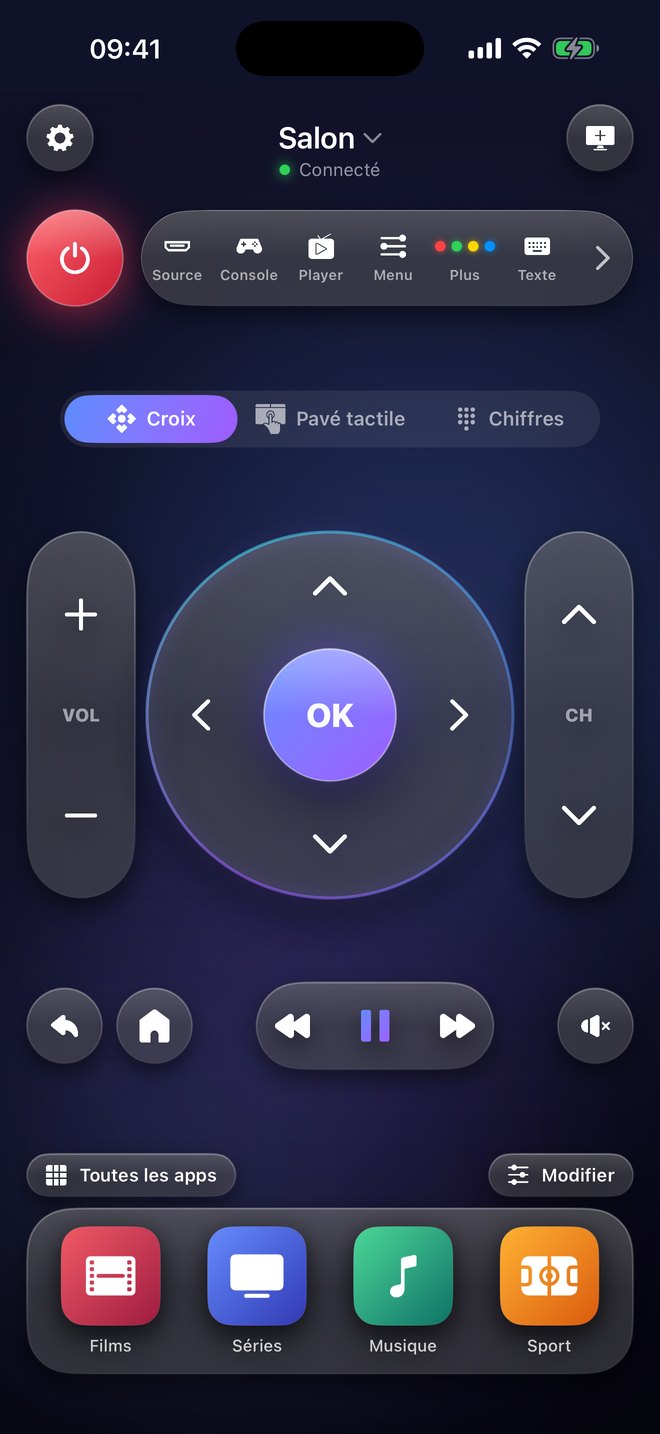 09:41
Salon
Connecté
Source Console Player Menu Plus Texte
Croix Pavé tactile Chiffres
VOL OK CH
Toutes les apps Modifier
Films Séries Musique Sport